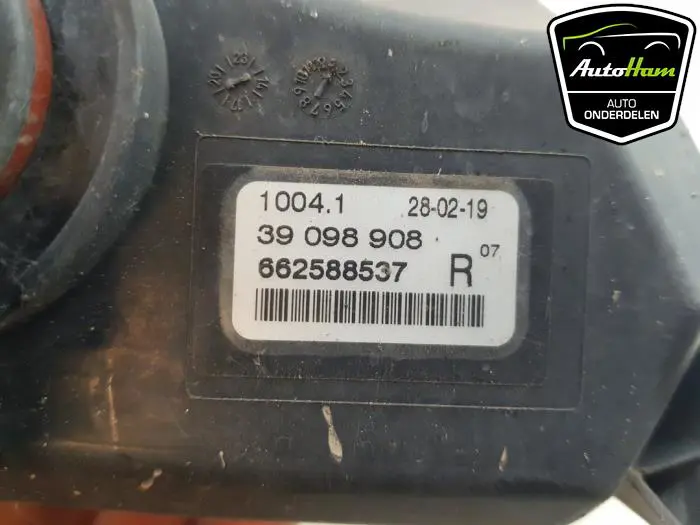 AutoHam
AUTO
ONDERDELEN
1004.1 28-02-19
39 098 908
07
662588537 R